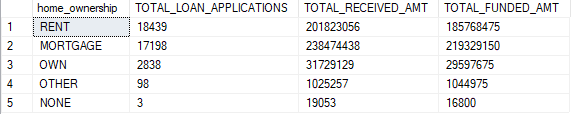 home_ownership TOTAL_LOAN_APPLICATIONS TOTAL_RECEIVED_AMT TOTAL_FUNDED_AMT
1 RENT 18439 201823056 185768475
2 MORTGAGE 17198 238474438 219329150
3 OWN 2838 31729129 29597675
4 OTHER 98 1025257 1044975
5 NONE 3 19053 16800